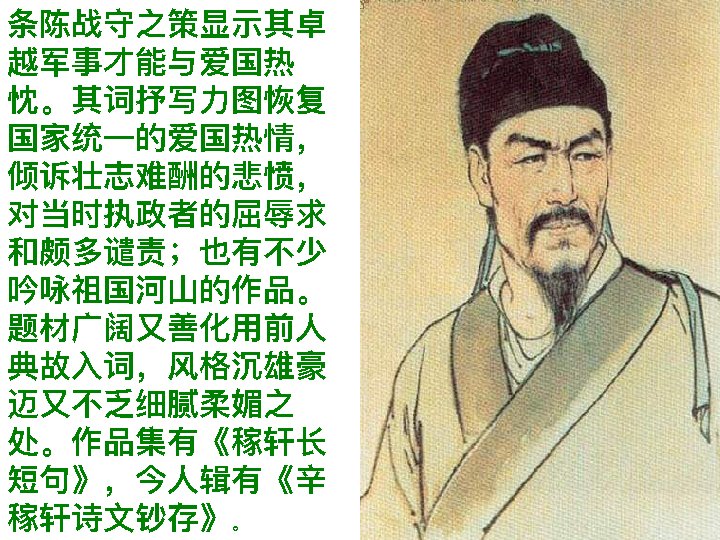 条陈战守之策显示其卓
越军事才能与爱国热
忱。其词抒写力图恢复
国家统一的爱国热情，
倾诉壮志难酬的悲愤，
对当时执政者的屈辱求
和颇多谴责；也有不少
吟咏祖国河山的作品。
题材广阔又善化用前人
典故入词，风格沉雄豪
迈又不乏细腻柔媚之
处。作品集有《稼轩长
短句》，今人辑有《辛
稼轩诗文钞存》。